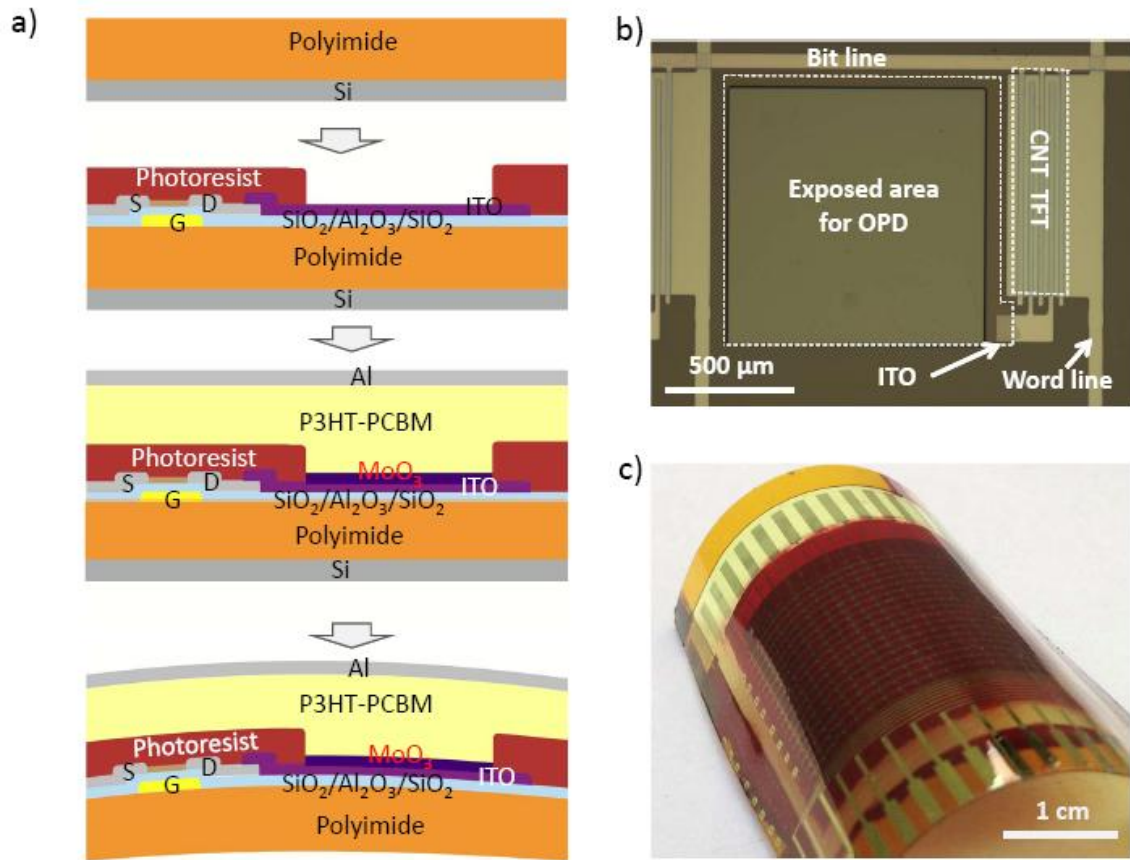 a)
Polyimide
Si
Photoresist
S
D
ITO
G
SiO₂/Al₂O₃/SiO₂
Polyimide
Si
Al
P3HT-PCBM
Photoresist
MoO₃
S
D
ITO
G
SiO₂/Al₂O₃/SiO₂
Polyimide
Si
Al
P3HT-PCBM
Photoresist
MoO₃
S
D
ITO
G
SiO₂/Al₂O₃/SiO₂
Polyimide
b)
Bit line
CNT TFT
Exposed area
for OPD
500 μm
ITO
Word line
c)
1 cm